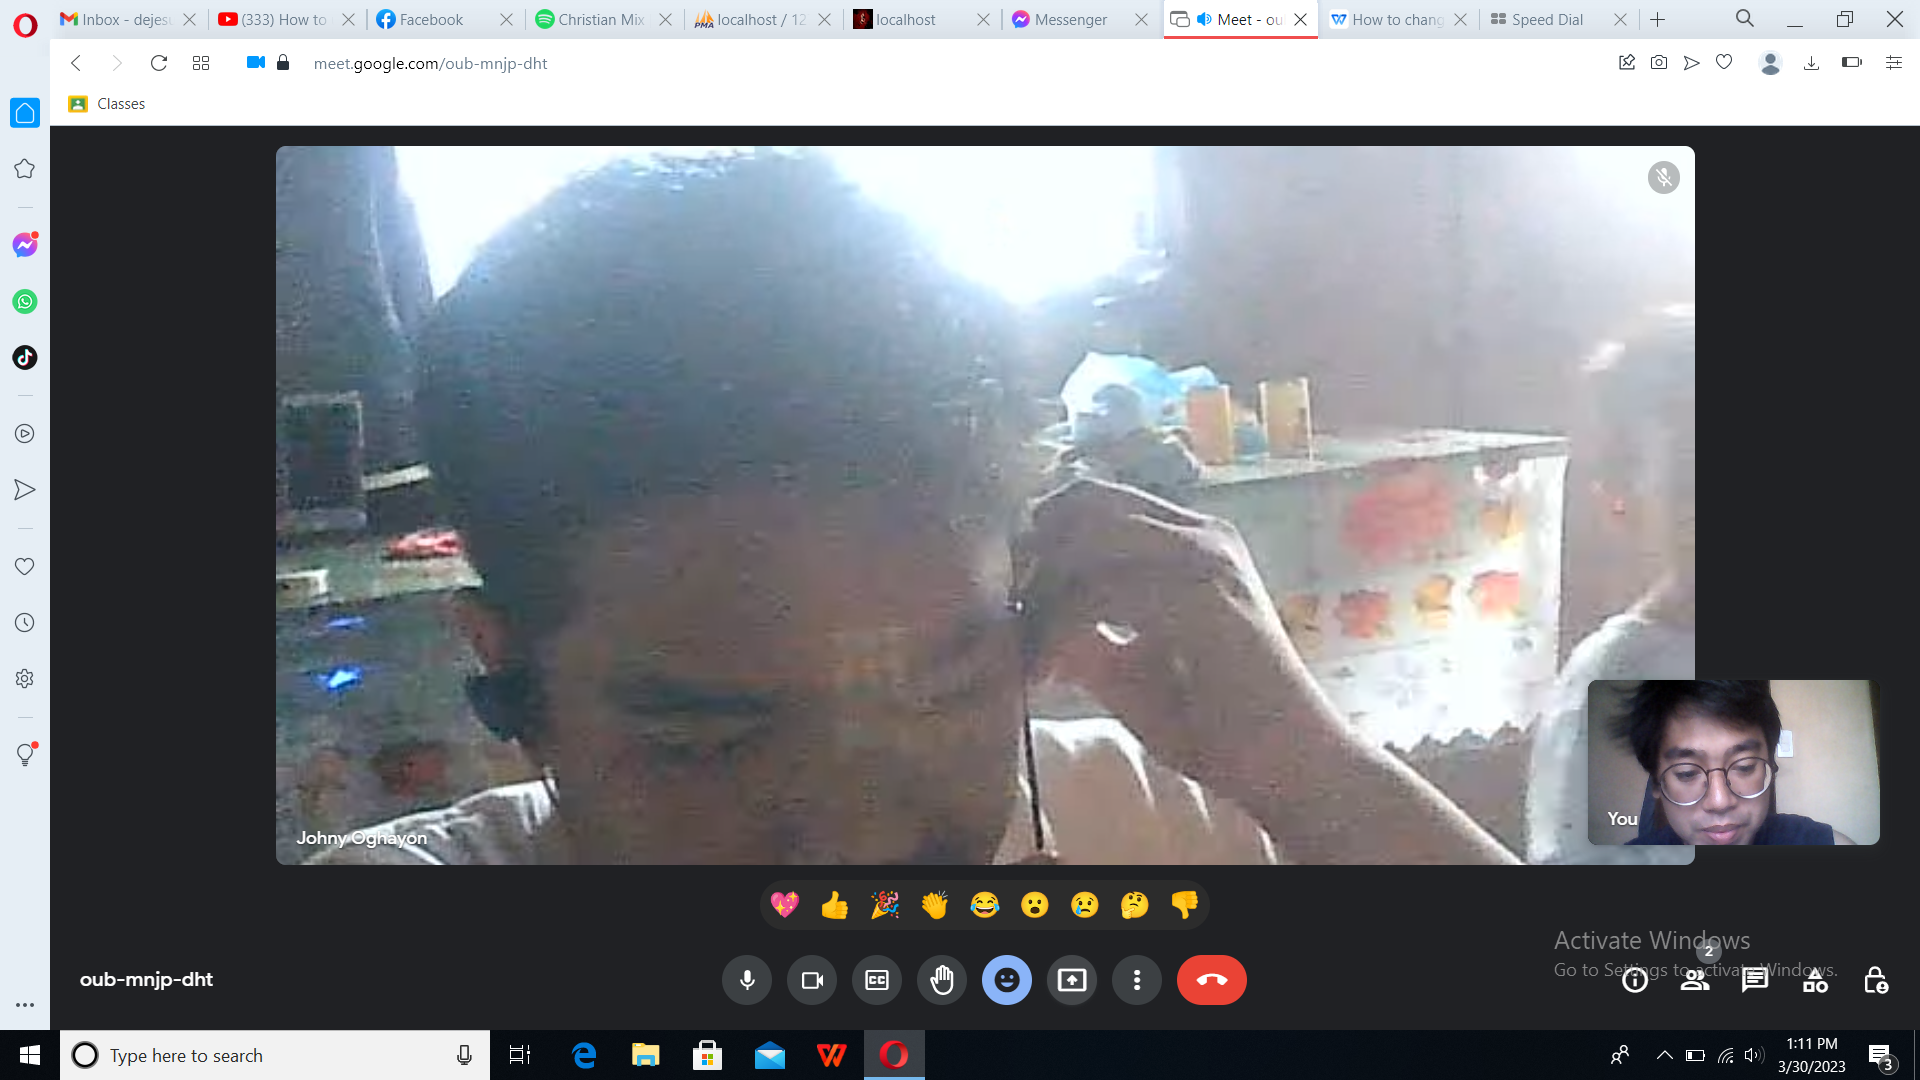 Inbox - dejes
(333) How to
Facebook
Christian Mix
localhost / 12
localhost
Messenger
Meet - ou
How to chang
Speed Dial
meet.google.com/oub-mnjp-dht
Classes
Johny Oghayon
You
Activate Windows
Go to Settings to activate Windows.
2
oub-mnjp-dht
CC
Type here to search
1:11 PM
3/30/2023
3